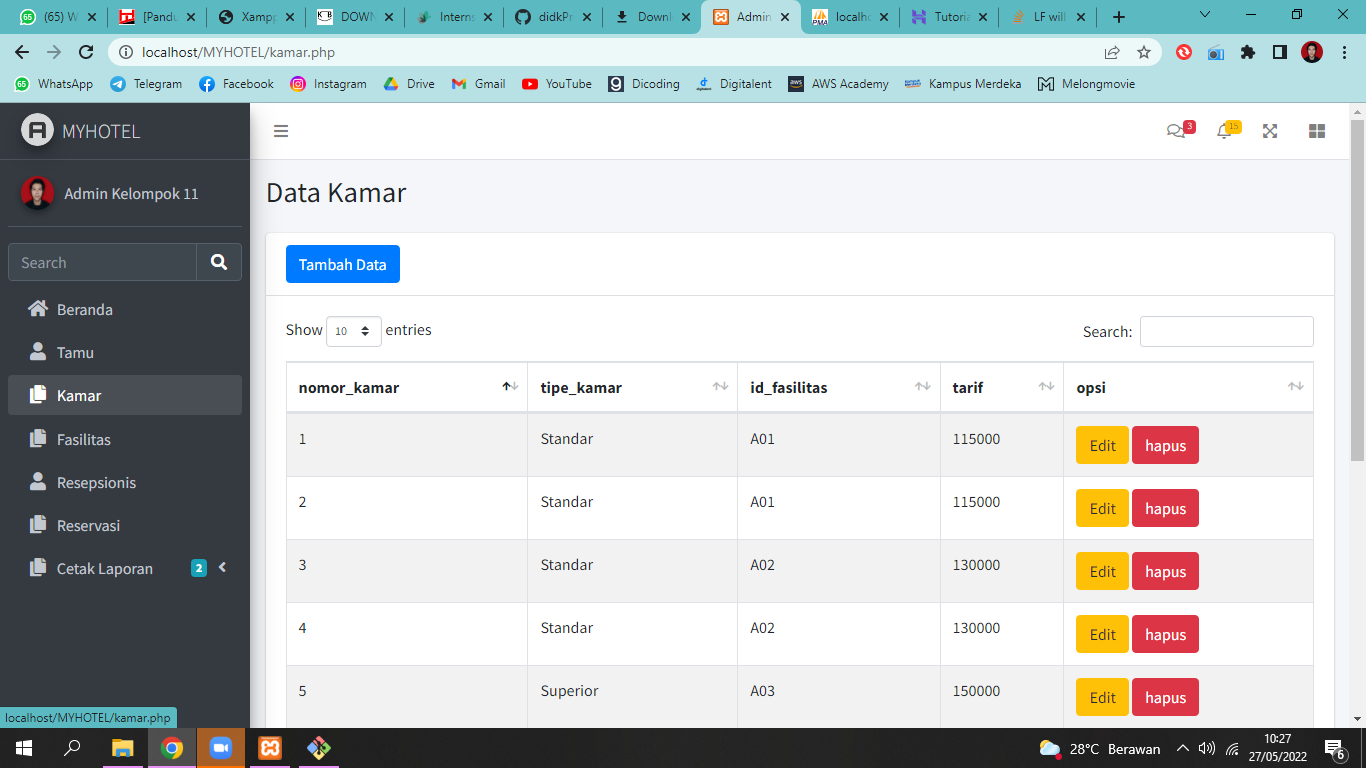 (65) W
[Pandu
Xampp
DOWN
Interns
didkPr
Downl
Admin
localho
Tutoria
LF will
localhost/MYHOTEL/kamar.php
WhatsApp
Telegram
Facebook
Instagram
Drive
Gmail
YouTube
Dicoding
Digitalent
AWS Academy
Kampus Merdeka
Melongmovie
MYHOTEL
3
15
Admin Kelompok 11
Search
Beranda
Tamu
Kamar
Fasilitas
Resepsionis
Reservasi
Cetak Laporan 2
Data Kamar
Tambah Data
Show 10 entries
Search:
nomor_kamar tipe_kamar id_fasilitas tarif opsi
1 Standar A01 115000 Edit hapus
2 Standar A01 115000 Edit hapus
3 Standar A02 130000 Edit hapus
4 Standar A02 130000 Edit hapus
5 Superior A03 150000 Edit hapus
localhost/MYHOTEL/kamar.php
28°C Berawan
10:27
27/05/2022
6